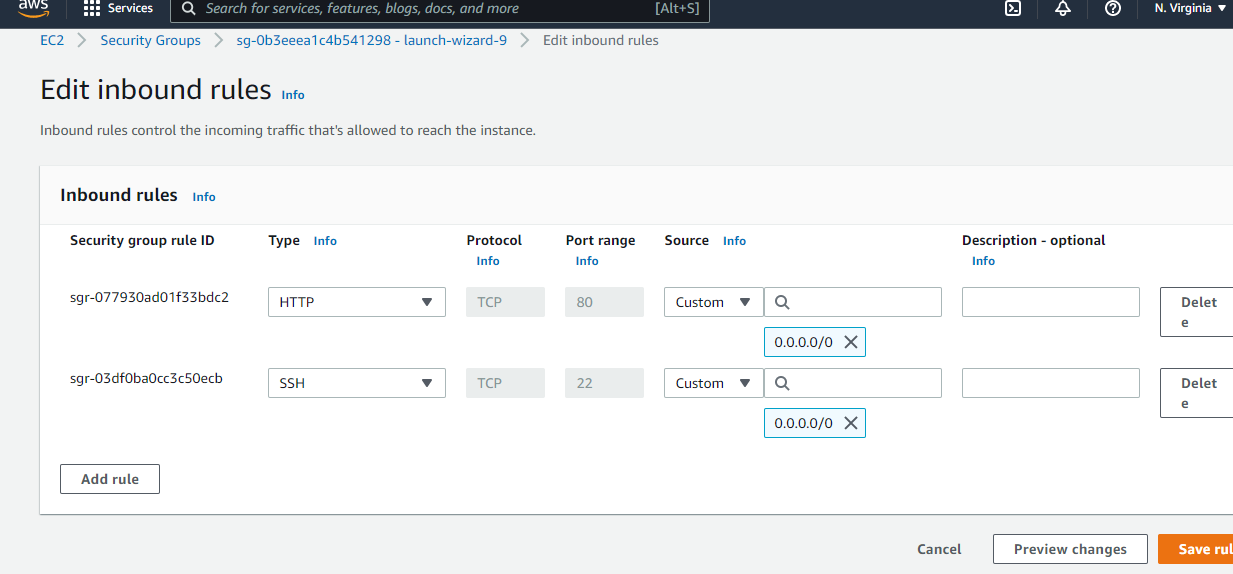 aws
Services
Search for services, features, blogs, docs, and more
[Alt+S]
N. Virginia
EC2 > Security Groups > sg-0b3eeea1c4b541298 - launch-wizard-9 > Edit inbound rules
Edit inbound rules Info
Inbound rules control the incoming traffic that's allowed to reach the instance.
Inbound rules Info
Security group rule ID Type Info Protocol Info Port range Info Source Info Description - optional Info
sgr-077930ad01f33bdc2 HTTP TCP 80 Custom Delet
e
0.0.0.0/0
sgr-03df0ba0cc3c50ecb SSH TCP 22 Custom Delet
e
0.0.0.0/0
Add rule
Cancel Preview changes Save rul